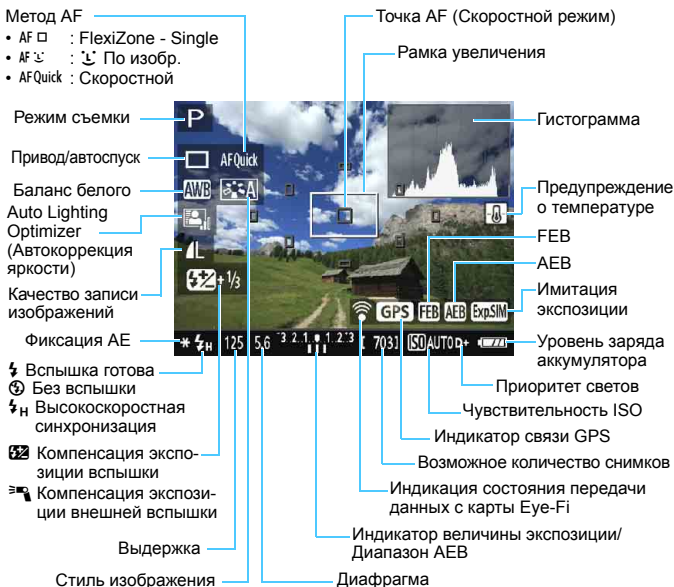 Метод AF
• AF □ : FlexiZone - Single
• AF : По изобр.
• AFQuick : Скоростной
Режим съемки
Привод/автоспуск
Баланс белого
Auto Lighting
Optimizer
(Автокоррекция
яркости)
Качество записи
изображений
Фиксация AE
Вспышка готова
Без вспышки
H Высокоскоростная
синхронизация
Компенсация экспо-
зиции вспышки
Компенсация экспози-
ции внешней вспышки
Выдержка
Стиль изображения
Точка AF (Скоростной режим)
Рамка увеличения
Гистограмма
Предупреждение
о температуре
FEB
AEB
Имитация
экспозиции
Уровень заряда
аккумулятора
Приоритет светов
Чувствительность ISO
Индикатор связи GPS
Возможное количество снимков
Индикация состояния передачи
данных с карты Eye-Fi
Индикатор величины экспозиции/
Диапазон AEB
Диафрагма
P
AFQuick
AWB
A
L
+1/3
GPS FEB AEB Exp.SIM
* H 125 5.6 -3..2..1..0..1..2..3 [ 703] ISO AUTO D+